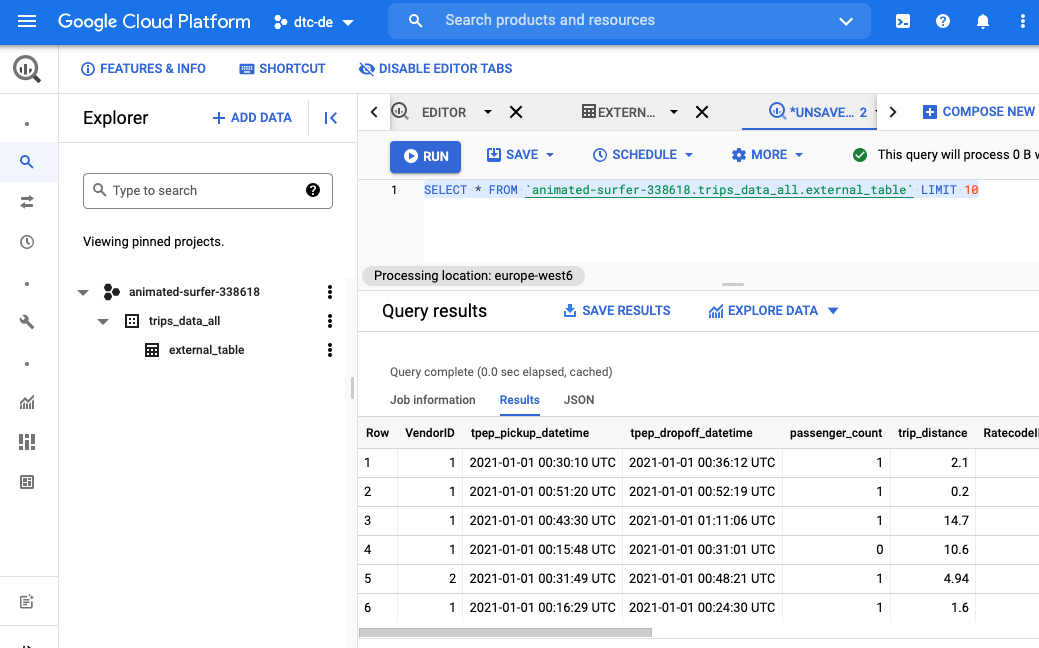 Google Cloud Platform dtc-de Search products and resources
FEATURES & INFO SHORTCUT DISABLE EDITOR TABS
Explorer + ADD DATA
Type to search
Viewing pinned projects.
animated-surfer-338618
trips_data_all
external_table
EDITOR EXTERN... *UNSAVE... 2 COMPOSE NEW
RUN SAVE SCHEDULE MORE This query will process 0 B
1 SELECT * FROM `animated-surfer-338618.trips_data_all.external_table` LIMIT 10
Processing location: europe-west6
Query results SAVE RESULTS EXPLORE DATA
Query complete (0.0 sec elapsed, cached)
Job information Results JSON
Row VendorID tpep_pickup_datetime tpep_dropoff_datetime passenger_count trip_distance
1 1 2021-01-01 00:30:10 UTC 2021-01-01 00:36:12 UTC 1 2.1
2 1 2021-01-01 00:51:20 UTC 2021-01-01 00:52:19 UTC 1 0.2
3 1 2021-01-01 00:43:30 UTC 2021-01-01 01:11:06 UTC 1 14.7
4 1 2021-01-01 00:15:48 UTC 2021-01-01 00:31:01 UTC 0 10.6
5 2 2021-01-01 00:31:49 UTC 2021-01-01 00:48:21 UTC 1 4.94
6 1 2021-01-01 00:16:29 UTC 2021-01-01 00:24:30 UTC 1 1.6